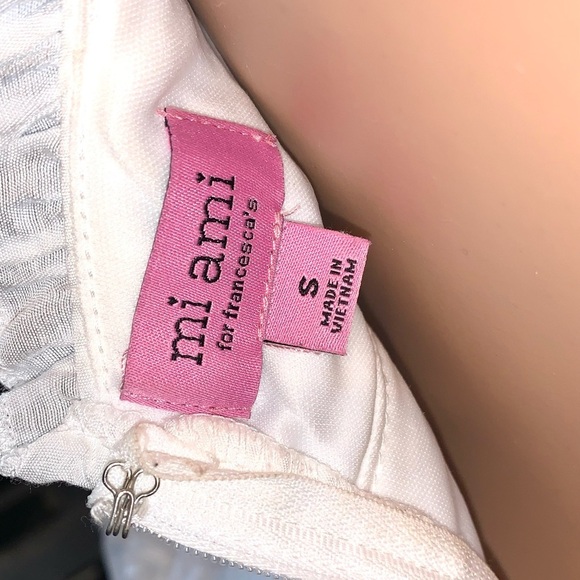 mi ami
for francesca's
S
MADE IN
VIETNAM